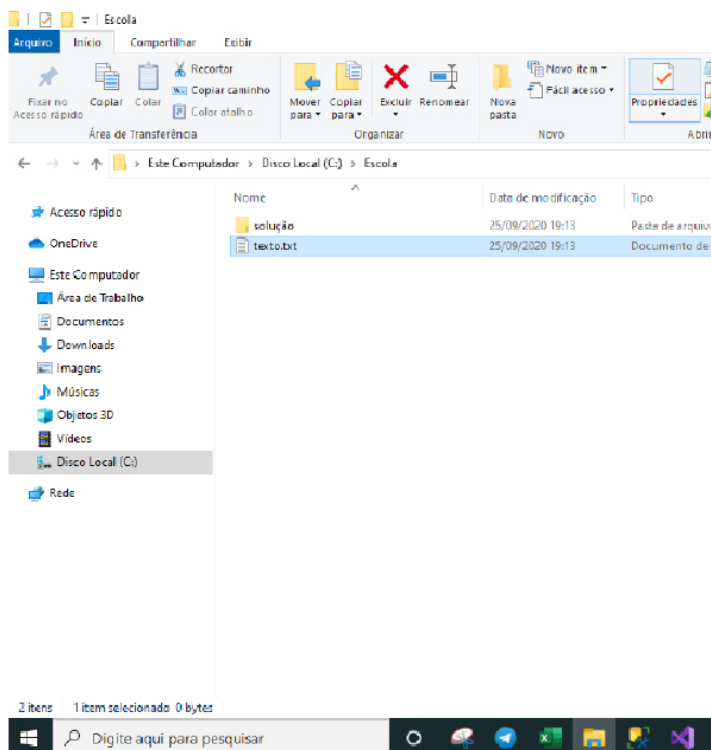 Escola
Arquivo Início Compartilhar Exibir
Fixar no Acesso rápido
Copiar
Colar
Recortar
Copiar caminho
Colar atalho
Mover para
Copiar para
Excluir
Renomear
Nova pasta
Novo item
Fácil acesso
Propriedades
Área de Transferência
Organizar
Novo
Abrir
Este Computador > Disco Local (C:) > Escola
Nome Data de modificação Tipo
solução 25/09/2020 19:13 Pasta de arquivo
texto.txt 25/09/2020 19:13 Documento de
Acesso rápido
OneDrive
Este Computador
Área de Trabalho
Documentos
Downloads
Imagens
Músicas
Objetos 3D
Vídeos
Disco Local (C:)
Rede
2 itens 1 item selecionado 0 bytes
Digite aqui para pesquisar